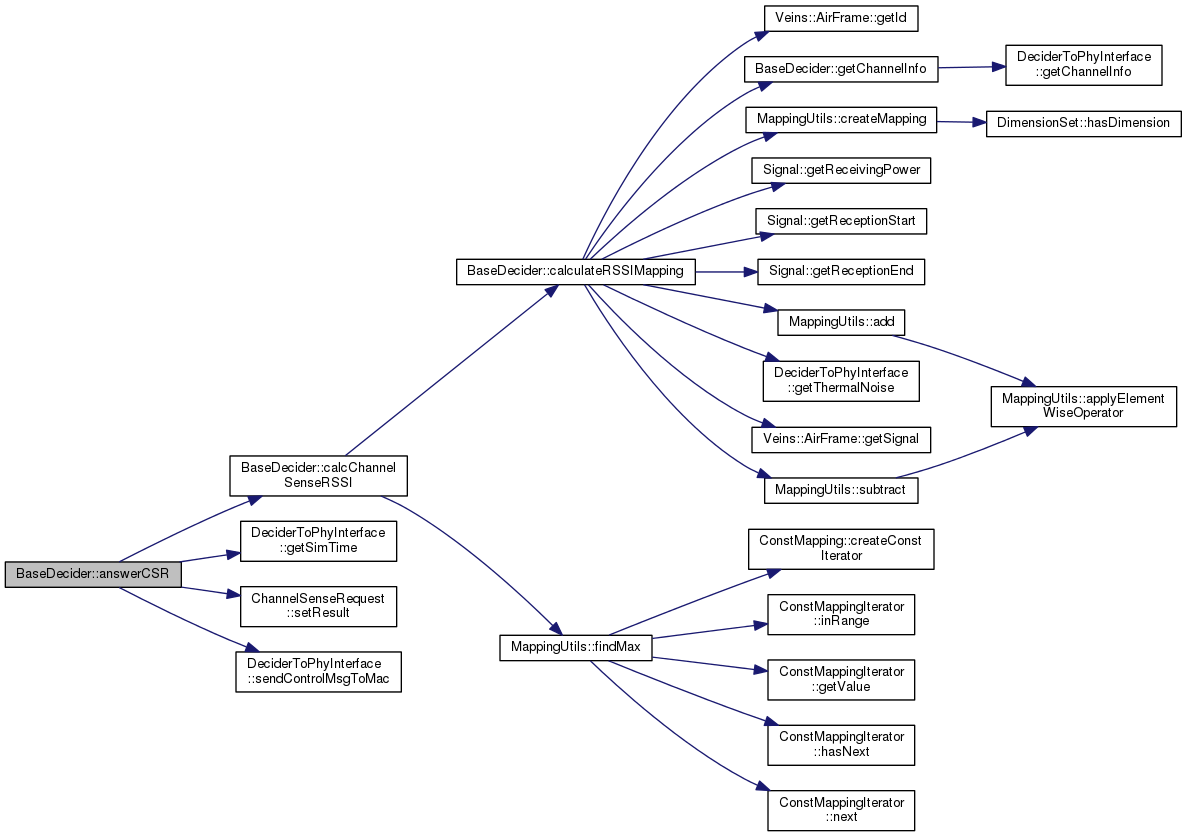 Veins::AirFrame::getId
BaseDecider::getChannelInfo
DeciderToPhyInterface
::getChannelInfo
MappingUtils::createMapping
DimensionSet::hasDimension
Signal::getReceivingPower
Signal::getReceptionStart
BaseDecider::calculateRSSIMapping
Signal::getReceptionEnd
MappingUtils::add
DeciderToPhyInterface
::getThermalNoise
MappingUtils::applyElement
WiseOperator
Veins::AirFrame::getSignal
MappingUtils::subtract
BaseDecider::calcChannel
SenseRSSI
DeciderToPhyInterface
::getSimTime
BaseDecider::answerCSR
ChannelSenseRequest
::setResult
DeciderToPhyInterface
::sendControlMsgToMac
MappingUtils::findMax
ConstMapping::createConst
Iterator
ConstMappingIterator
::inRange
ConstMappingIterator
::getValue
ConstMappingIterator
::hasNext
ConstMappingIterator
::next